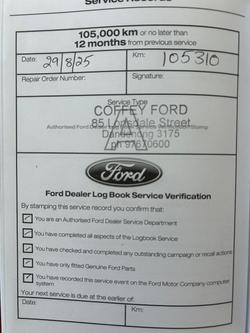 Service Records
105,000 km or no later than
12 months from previous service
Date: 29/8/25
Km: 105310
Repair Order Number:
Signature:
Service Type
COFFEY FORD
85 Lonsdale Street
Authorised Ford Dealer Stamp
Dandenong 3175
ph 97670600
A
Ford
Ford Dealer Log Book Service Verification
By stamping this service record you confirm that:
You are an Authorised Ford Dealer Service Department
You have completed all aspects of the Logbook Service
You have checked and completed any outstanding campaign or recall actions
You have only fitted Genuine Ford Parts
You have recorded this service event on the Ford Motor Company computer
system
Your next service is due at the earlier of:
Date:
Km: